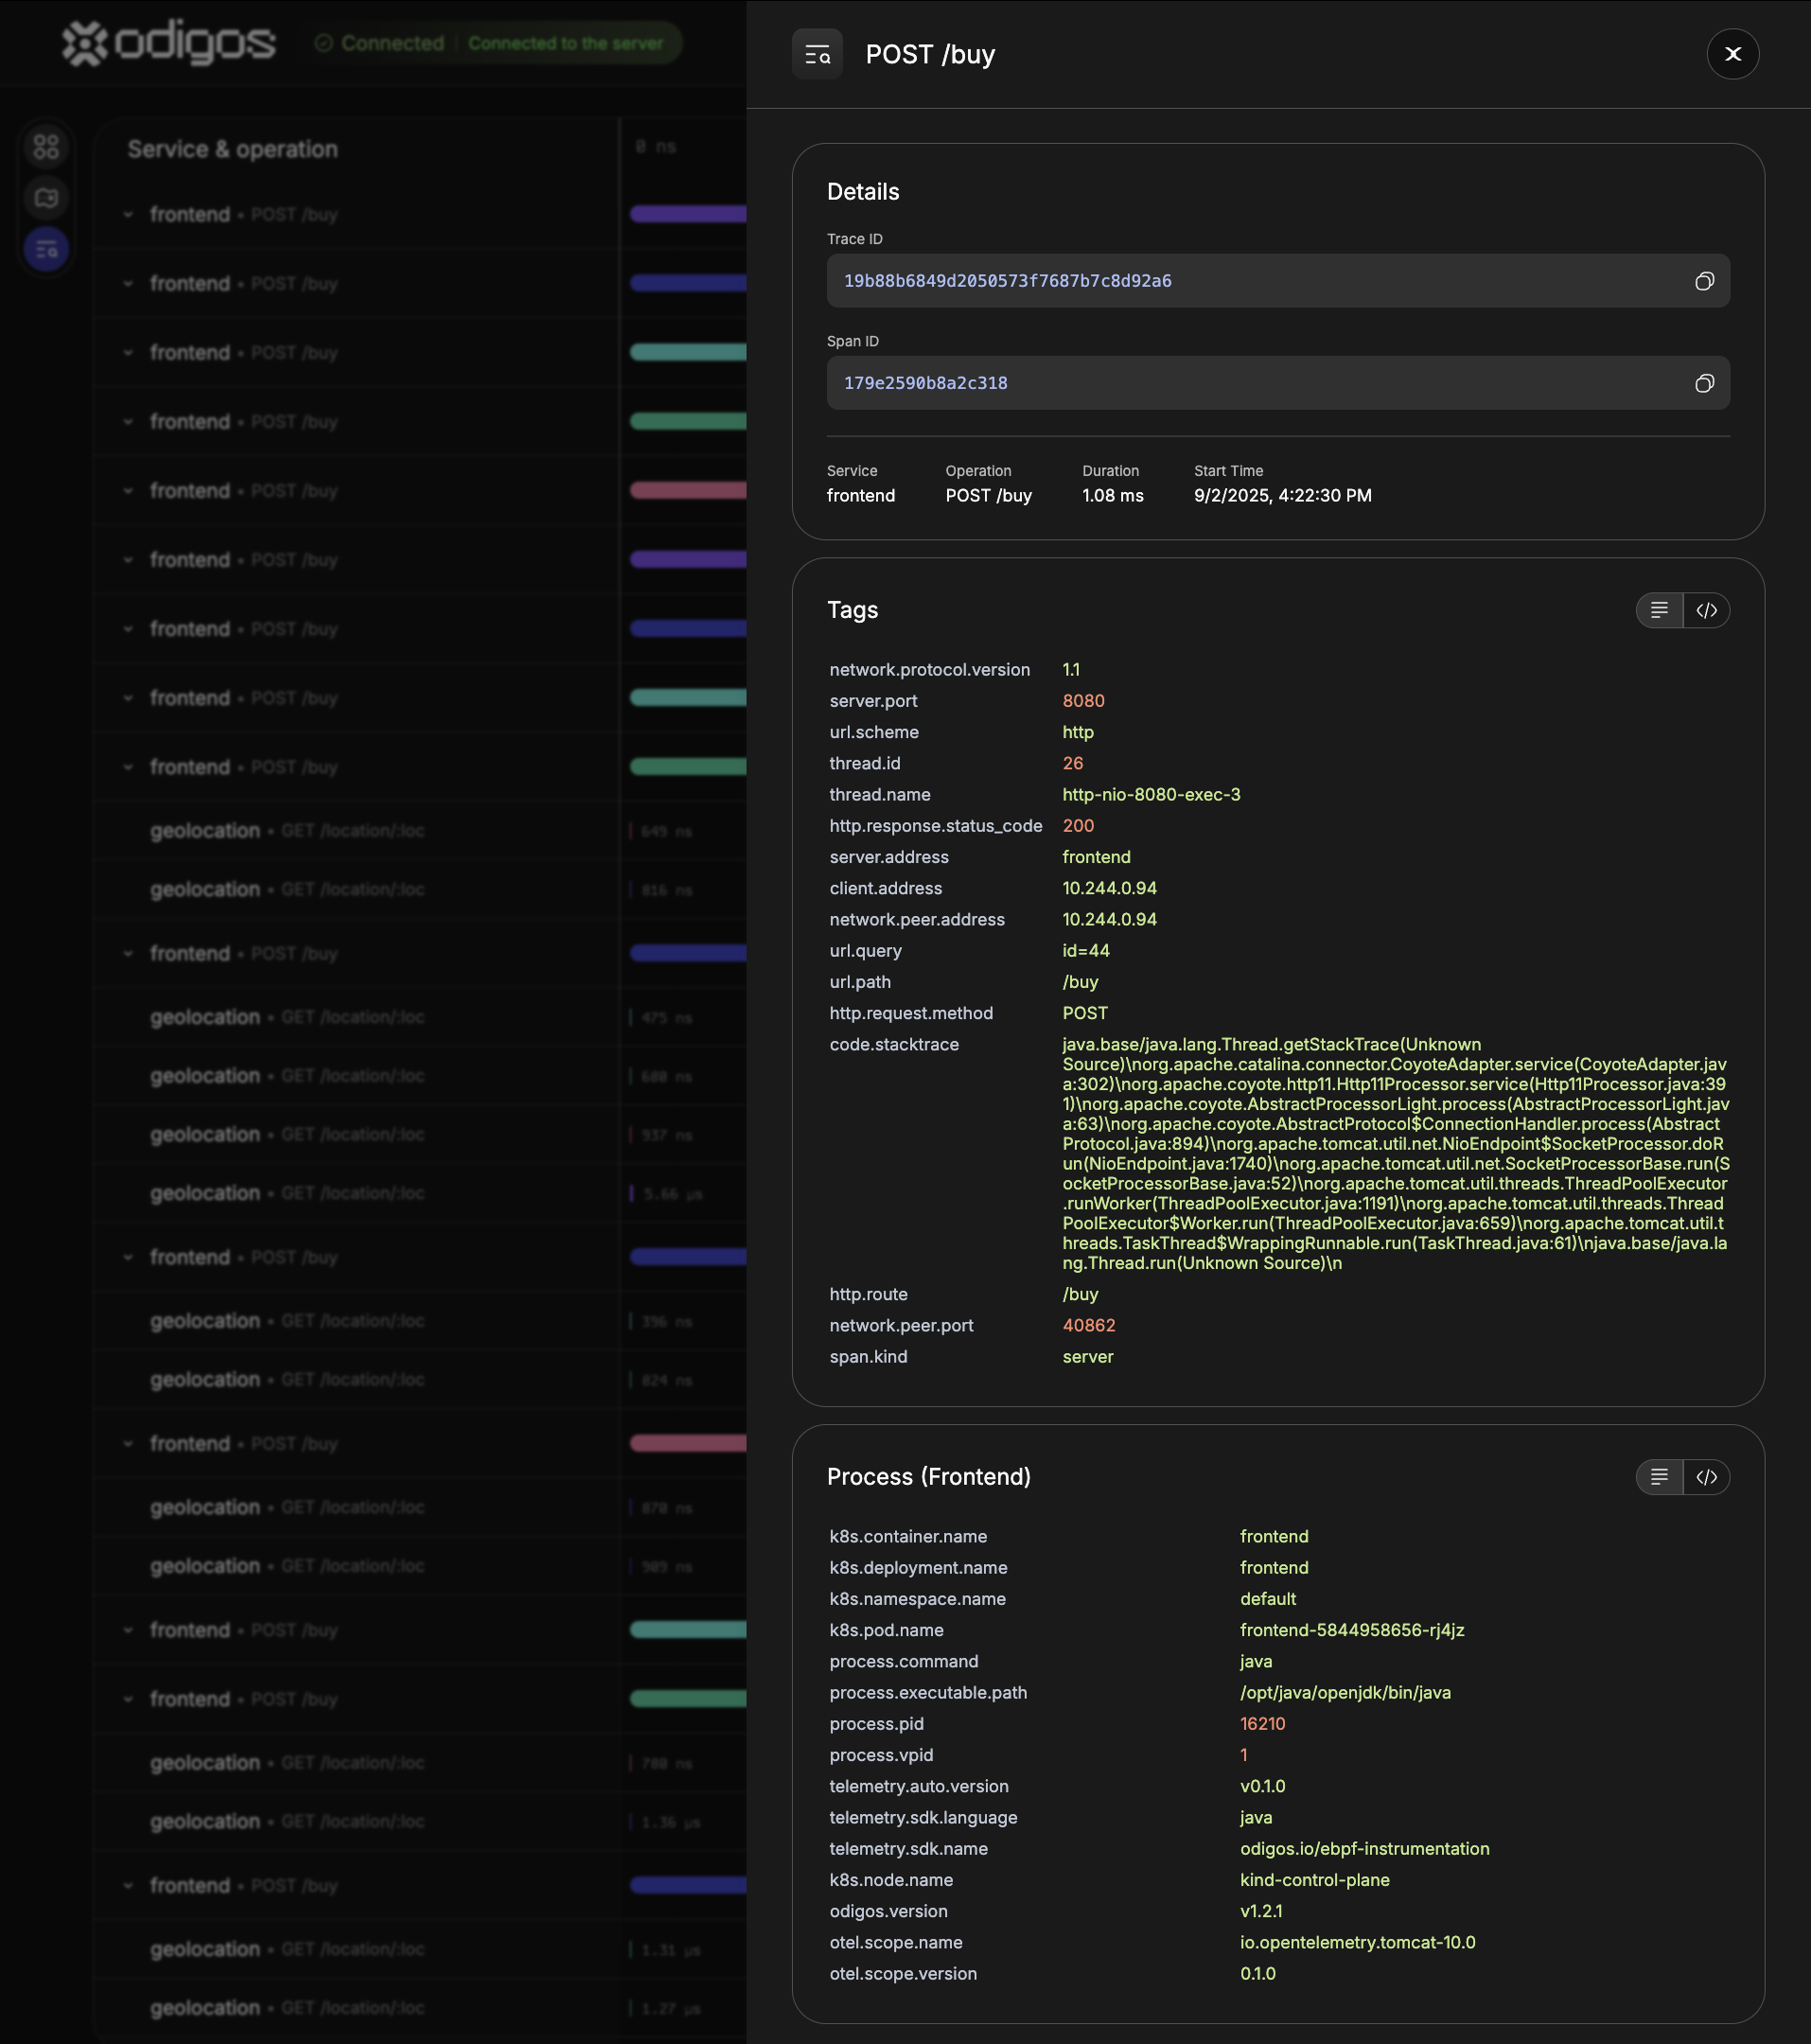 odigos
Connected
Connected to the server
Service & operation
0 ns
frontend • POST /buy
frontend • POST /buy
frontend • POST /buy
frontend • POST /buy
frontend • POST /buy
frontend • POST /buy
frontend • POST /buy
frontend • POST /buy
frontend • POST /buy
geolocation • GET /location/:loc 649 ns
geolocation • GET /location/:loc 816 ns
frontend • POST /buy
geolocation • GET /location/:loc 475 ns
geolocation • GET /location/:loc 680 ns
geolocation • GET /location/:loc 937 ns
geolocation • GET /location/:loc 5.66 μs
frontend • POST /buy
geolocation • GET /location/:loc 396 ns
geolocation • GET /location/:loc 824 ns
frontend • POST /buy
geolocation • GET /location/:loc 870 ns
geolocation • GET /location/:loc 909 ns
frontend • POST /buy
frontend • POST /buy
geolocation • GET /location/:loc 780 ns
geolocation • GET /location/:loc 1.36 μs
frontend • POST /buy
geolocation • GET /location/:loc 1.31 μs
geolocation • GET /location/:loc 1.27 μs
POST /buy
Details
Trace ID
19b88b6849d2050573f7687b7c8d92a6
Span ID
179e2590b8a2c318
Service Operation Duration Start Time
frontend POST /buy 1.08 ms 9/2/2025, 4:22:30 PM
Tags
network.protocol.version 1.1
server.port 8080
url.scheme http
thread.id 26
thread.name http-nio-8080-exec-3
http.response.status_code 200
server.address frontend
client.address 10.244.0.94
network.peer.address 10.244.0.94
url.query id=44
url.path /buy
http.request.method POST
code.stacktrace java.base/java.lang.Thread.getStackTrace(Unknown
Source)\norg.apache.catalina.connector.CoyoteAdapter.service(CoyoteAdapter.jav
a:302)\norg.apache.coyote.http11.Http11Processor.service(Http11Processor.java:39
1)\norg.apache.coyote.AbstractProcessorLight.process(AbstractProcessorLight.jav
a:63)\norg.apache.coyote.AbstractProtocol$ConnectionHandler.process(Abstract
Protocol.java:894)\norg.apache.tomcat.util.net.NioEndpoint$SocketProcessor.doR
un(NioEndpoint.java:1740)\norg.apache.tomcat.util.net.SocketProcessorBase.run(S
ocketProcessorBase.java:52)\norg.apache.tomcat.util.threads.ThreadPoolExecutor
.runWorker(ThreadPoolExecutor.java:1191)\norg.apache.tomcat.util.threads.Thread
PoolExecutor$Worker.run(ThreadPoolExecutor.java:659)\norg.apache.tomcat.util.t
hreads.TaskThread$WrappingRunnable.run(TaskThread.java:61)\njava.base/java.la
ng.Thread.run(Unknown Source)\n
http.route /buy
network.peer.port 40862
span.kind server
Process (Frontend)
k8s.container.name frontend
k8s.deployment.name frontend
k8s.namespace.name default
k8s.pod.name frontend-5844958656-rj4jz
process.command java
process.executable.path /opt/java/openjdk/bin/java
process.pid 16210
process.vpid 1
telemetry.auto.version v0.1.0
telemetry.sdk.language java
telemetry.sdk.name odigos.io/ebpf-instrumentation
k8s.node.name kind-control-plane
odigos.version v1.2.1
otel.scope.name io.opentelemetry.tomcat-10.0
otel.scope.version 0.1.0